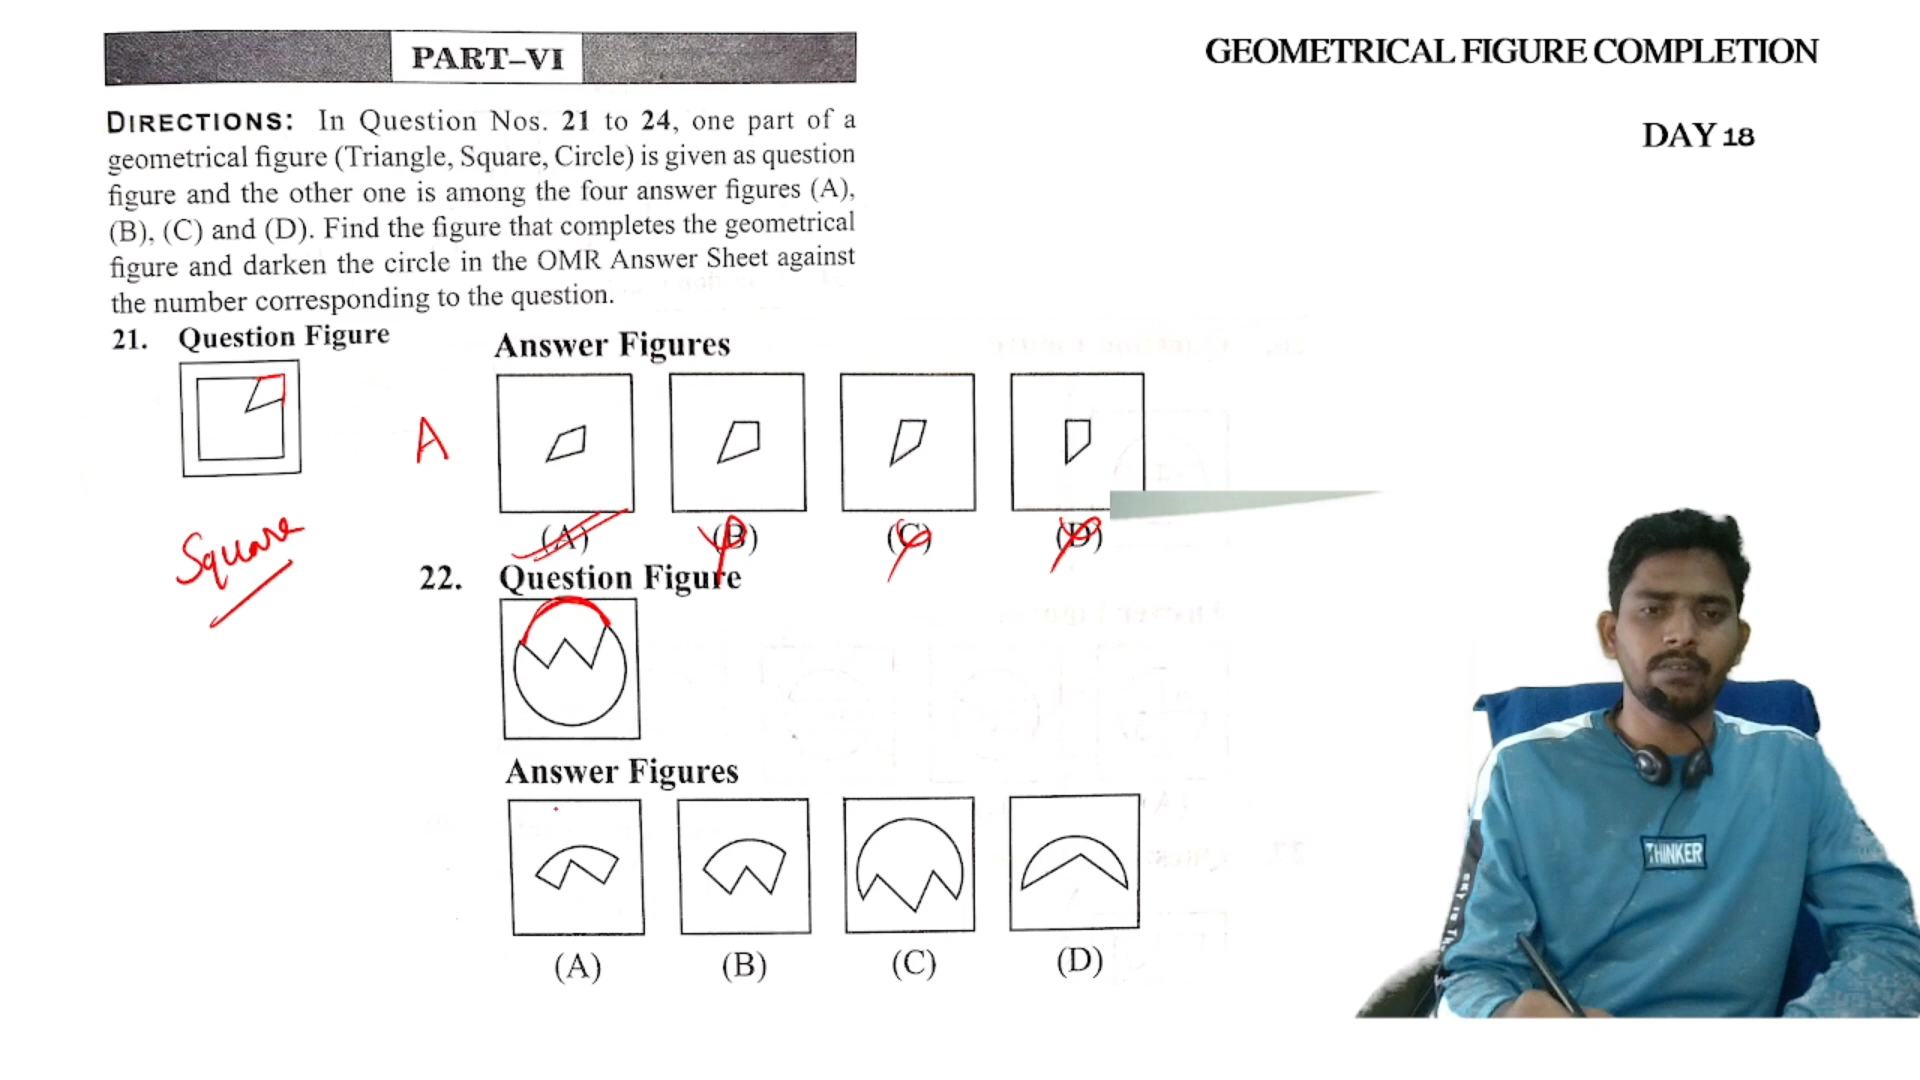 PART–VI
GEOMETRICAL FIGURE COMPLETION
DAY 18
DIRECTIONS: In Question Nos. 21 to 24, one part of a
geometrical figure (Triangle, Square, Circle) is given as question
figure and the other one is among the four answer figures (A),
(B), (C) and (D). Find the figure that completes the geometrical
figure and darken the circle in the OMR Answer Sheet against
the number corresponding to the question.
21. Question Figure
Answer Figures
A
(A) (B) (C) (D)
Square
22. Question Figure
Answer Figures
(A) (B) (C) (D)
THINKER